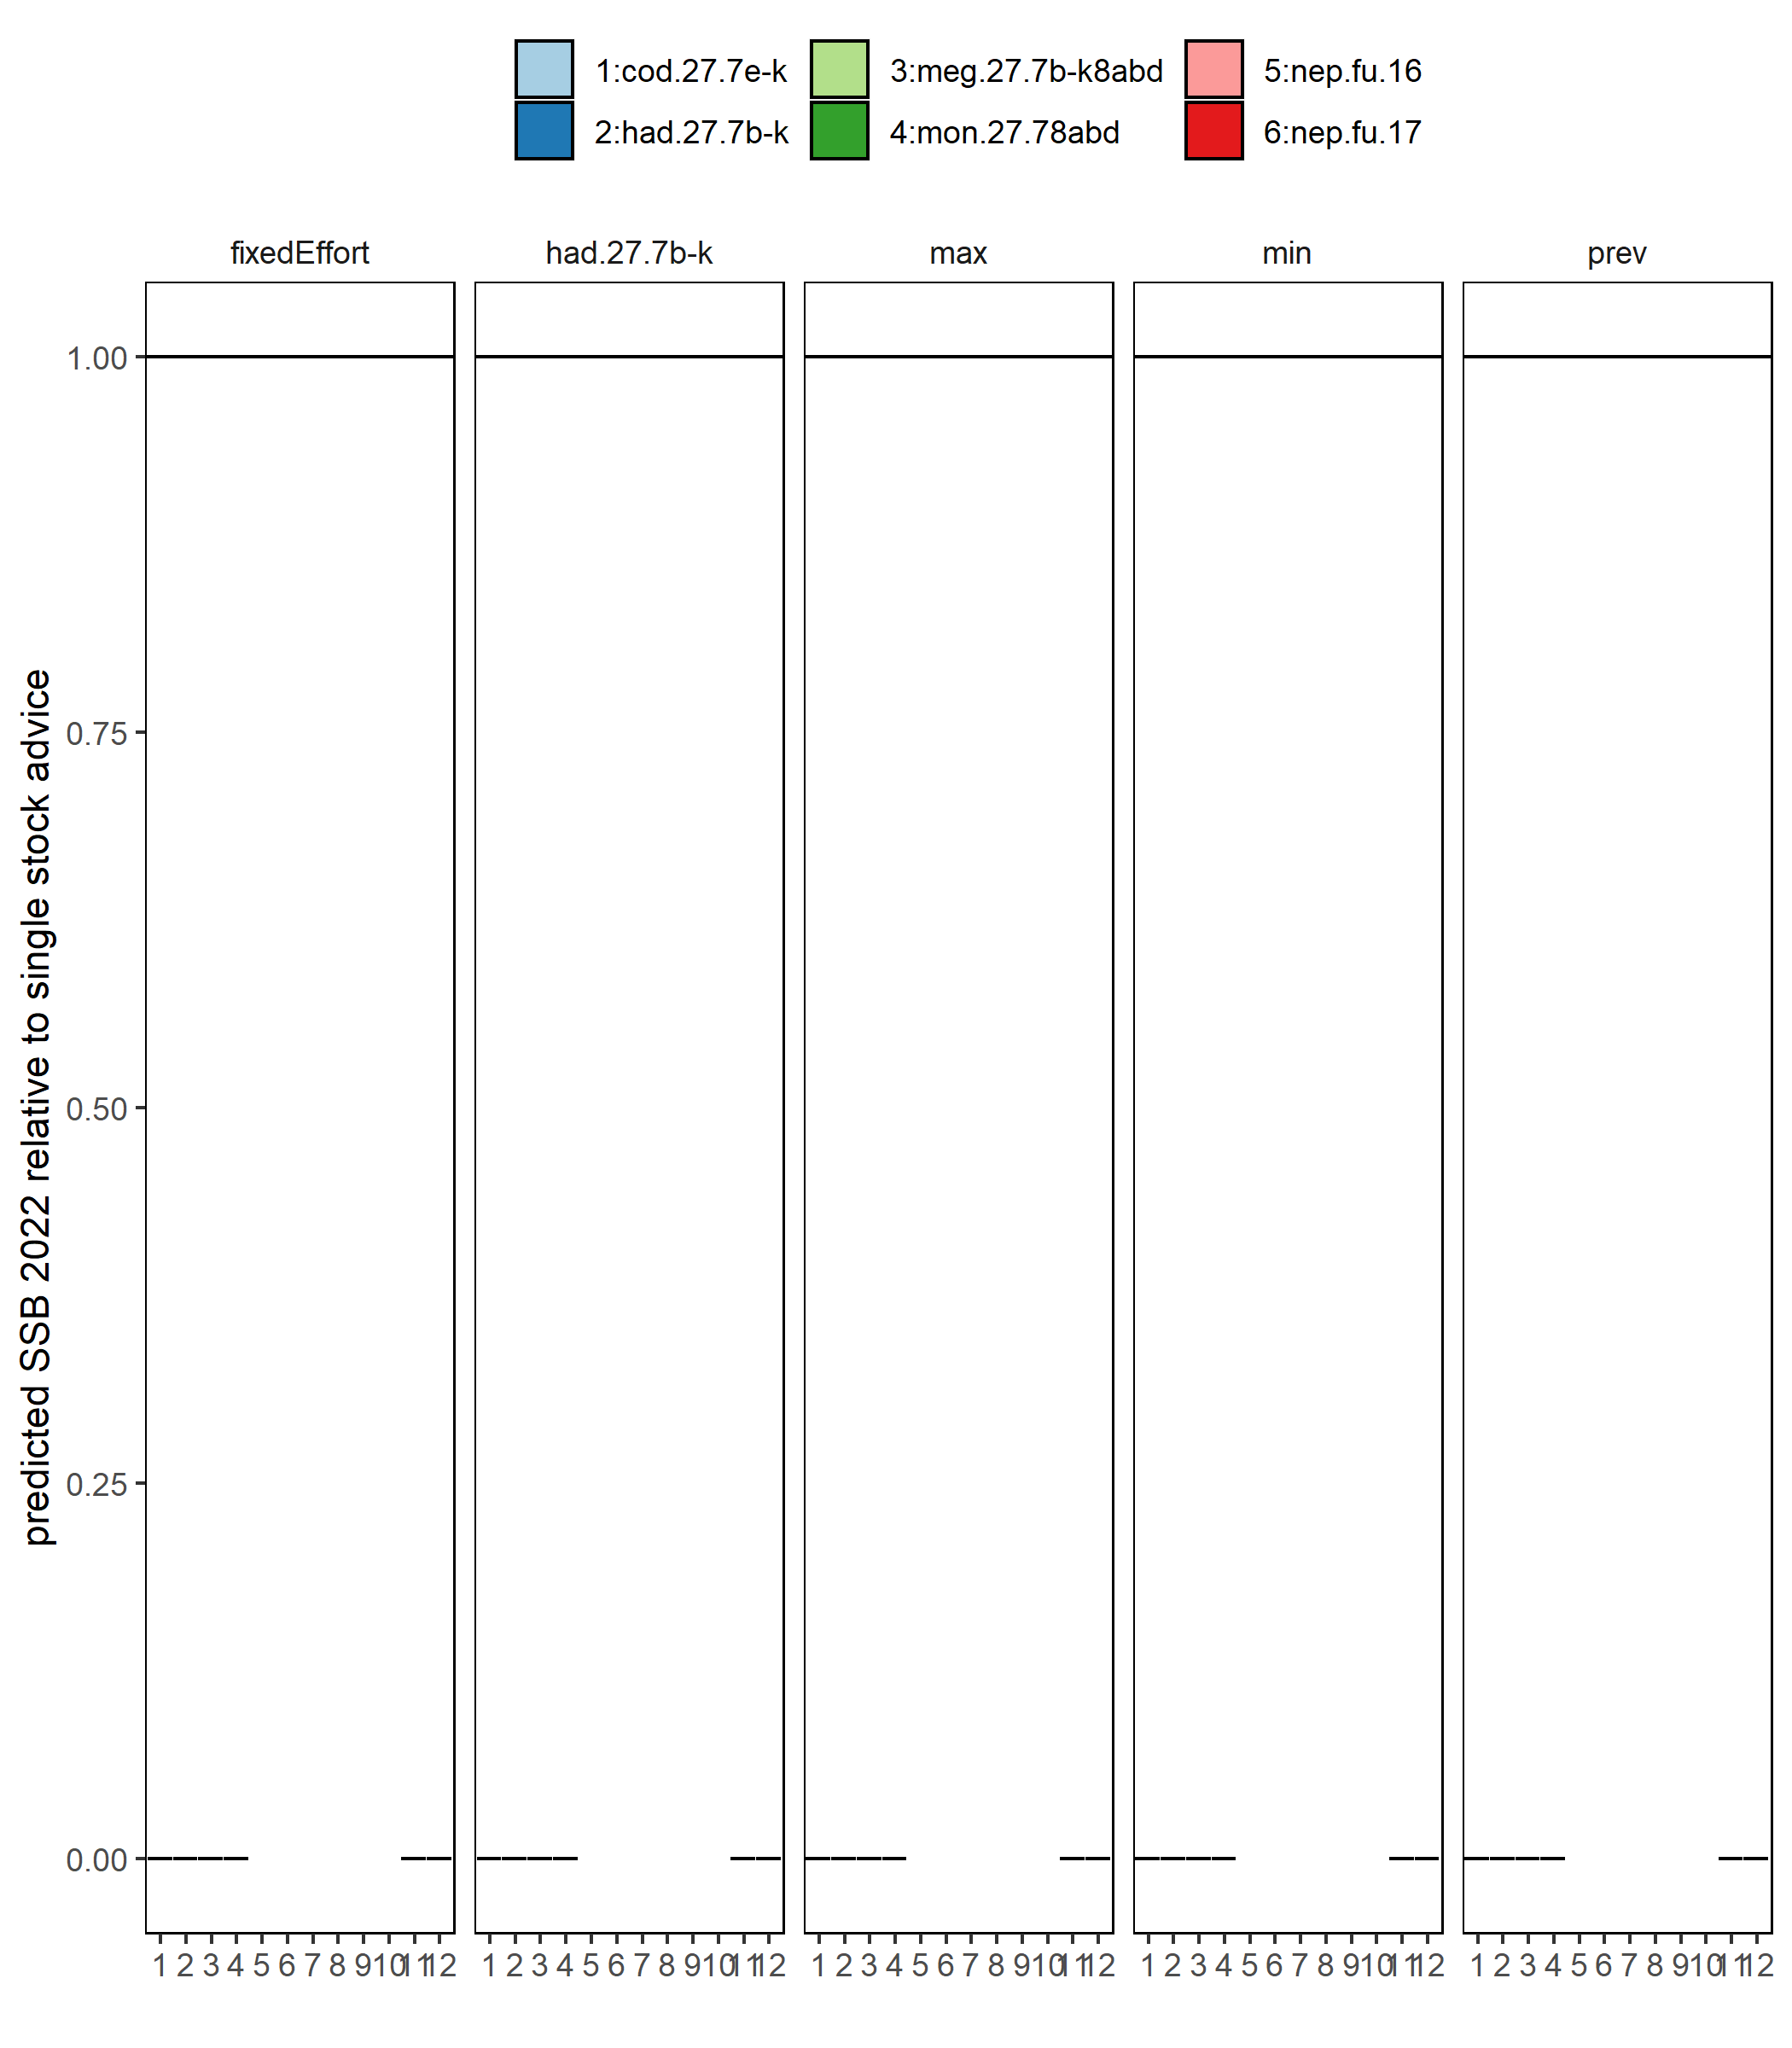 1:cod.27.7e-k 3:meg.27.7b-k8abd 5:nep.fu.16
2:had.27.7b-k 4:mon.27.78abd 6:nep.fu.17
fixedEffort had.27.7b-k max min prev
predicted SSB 2022 relative to single stock advice
1.00
0.75
0.50
0.25
0.00
1 2 3 4 5 6 7 8 9 10 11 12 1 2 3 4 5 6 7 8 9 10 11 12 1 2 3 4 5 6 7 8 9 10 11 12 1 2 3 4 5 6 7 8 9 10 11 12 1 2 3 4 5 6 7 8 9 10 11 12